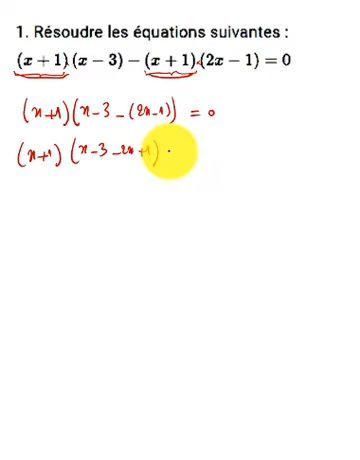 1. Résoudre les équations suivantes :
(x + 1)(x − 3) − (x + 1).(2x − 1) = 0
(x+1)(x−3−(2x−1)) = 0
(x+1)(x−3−2x+1)